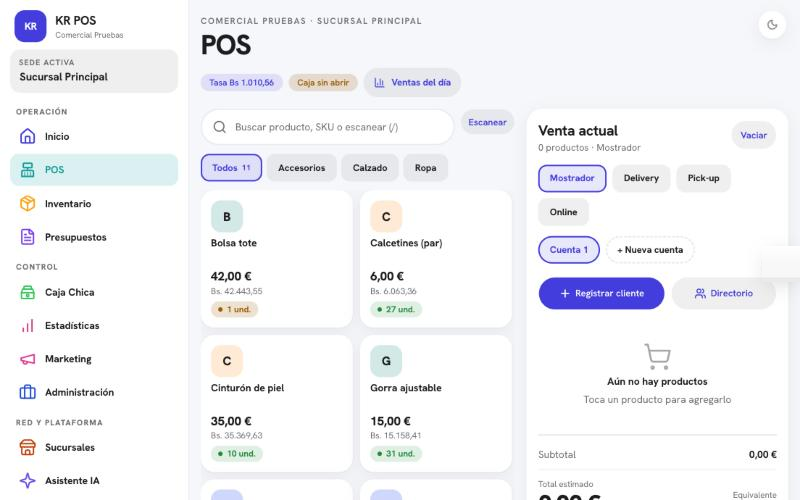 KR
KR POS
Comercial Pruebas
SEDE ACTIVA
Sucursal Principal
OPERACIÓN
Inicio
POS
Inventario
Presupuestos
CONTROL
Caja Chica
Estadísticas
Marketing
Administración
RED Y PLATAFORMA
Sucursales
Asistente IA
COMERCIAL PRUEBAS · SUCURSAL PRINCIPAL
POS
Tasa Bs 1.010,56
Caja sin abrir
Ventas del día
Buscar producto, SKU o escanear (/)
Escanear
Todos 11
Accesorios
Calzado
Ropa
B
Bolsa tote
42,00 €
Bs. 42.443,55
1 und.
C
Calcetines (par)
6,00 €
Bs. 6.063,36
27 und.
C
Cinturón de piel
35,00 €
Bs. 35.369,63
10 und.
G
Gorra ajustable
15,00 €
Bs. 15.158,41
31 und.
Venta actual
0 productos · Mostrador
Vaciar
Mostrador
Delivery
Pick-up
Online
Cuenta 1
+ Nueva cuenta
Registrar cliente
Directorio
Aún no hay productos
Toca un producto para agregarlo
Subtotal
0,00 €
Total estimado
Equivalente
0,00 €